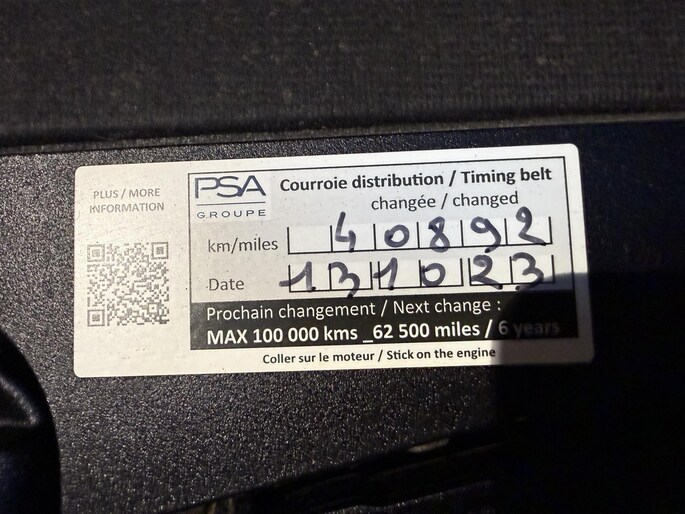 PLUS / MORE
INFORMATION
PSA
GROUPE
Courroie distribution / Timing belt
changée / changed
km/miles 40892
Date 131023
Prochain changement / Next change :
MAX 100 000 kms _62 500 miles / 6 years
Coller sur le moteur / Stick on the engine